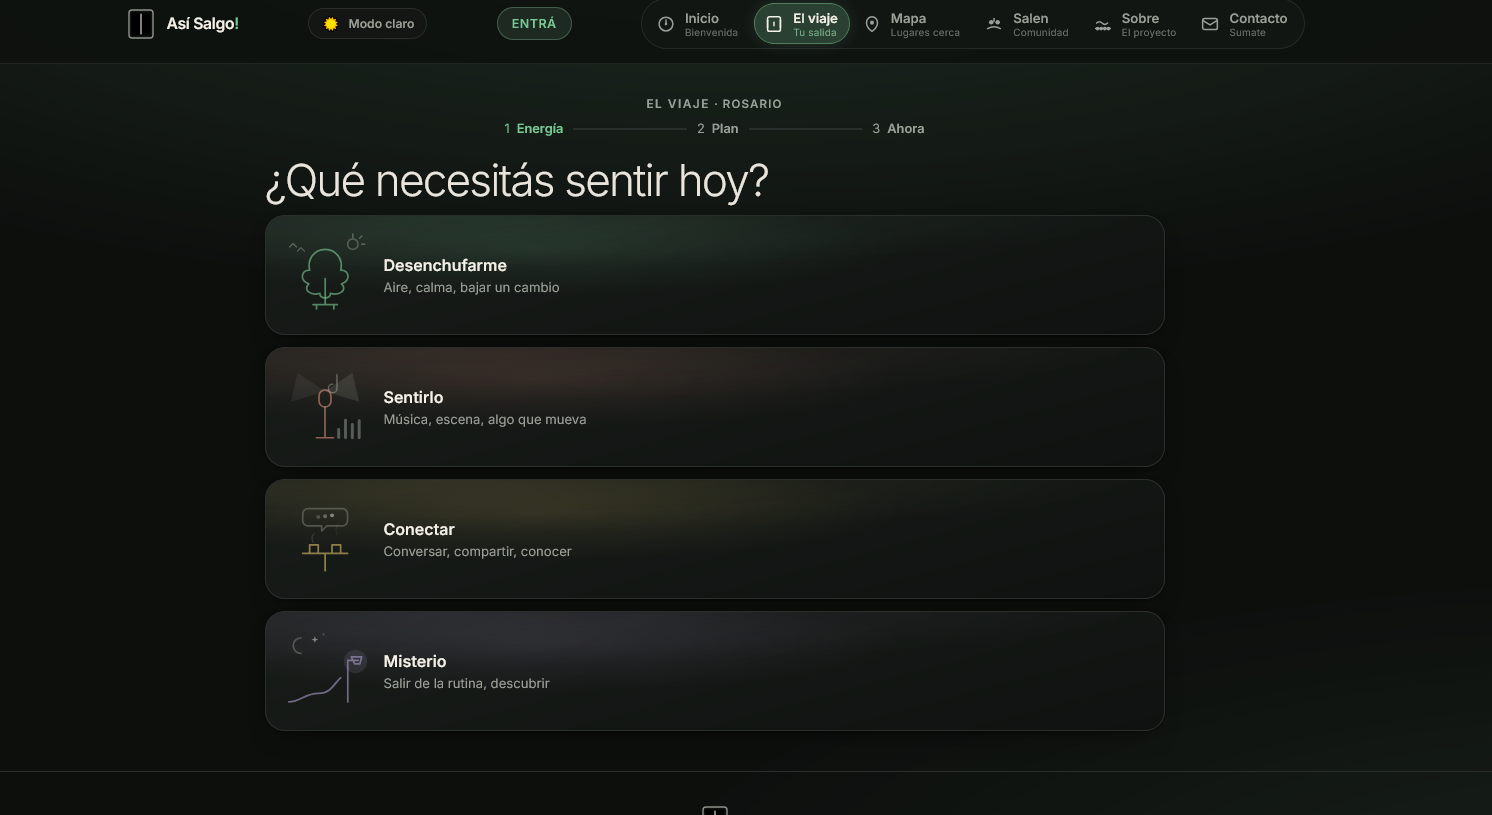 Así Salgo!
Modo claro
ENTRÁ
Inicio
Bienvenida
El viaje
Tu salida
Mapa
Lugares cerca
Salen
Comunidad
Sobre
El proyecto
Contacto
Sumate
EL VIAJE · ROSARIO
1 Energía
2 Plan
3 Ahora
¿Qué necesitás sentir hoy?
Desenchufarme
Aire, calma, bajar un cambio
Sentirlo
Música, escena, algo que mueva
Conectar
Conversar, compartir, conocer
Misterio
Salir de la rutina, descubrir